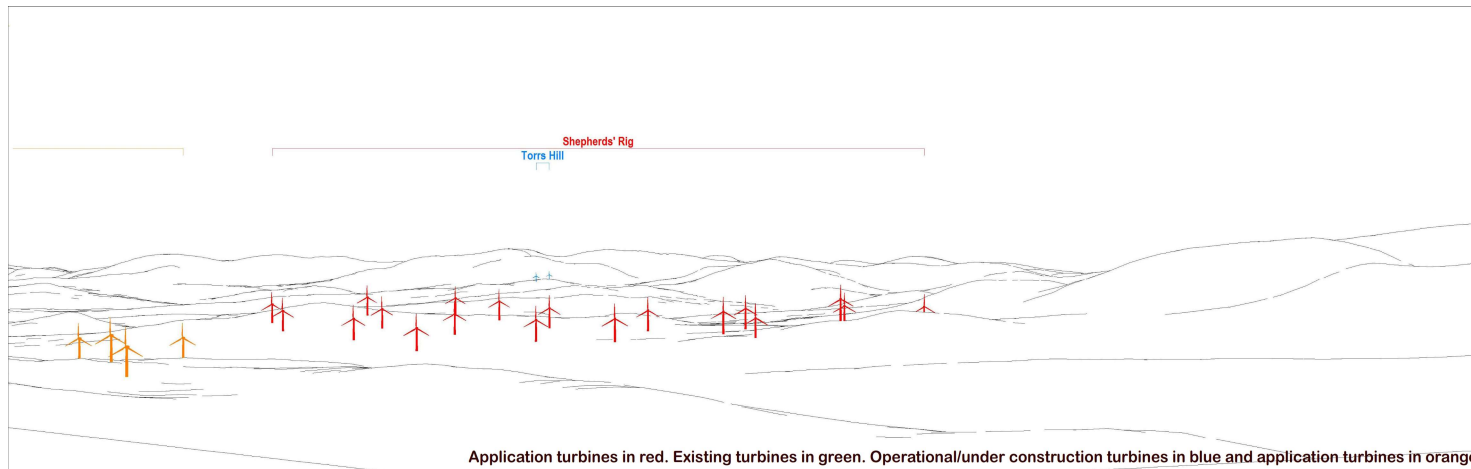 Shepherds' Rig
Torrs Hill
Application turbines in red. Existing turbines in green. Operational/under construction turbines in blue and application turbines in orange